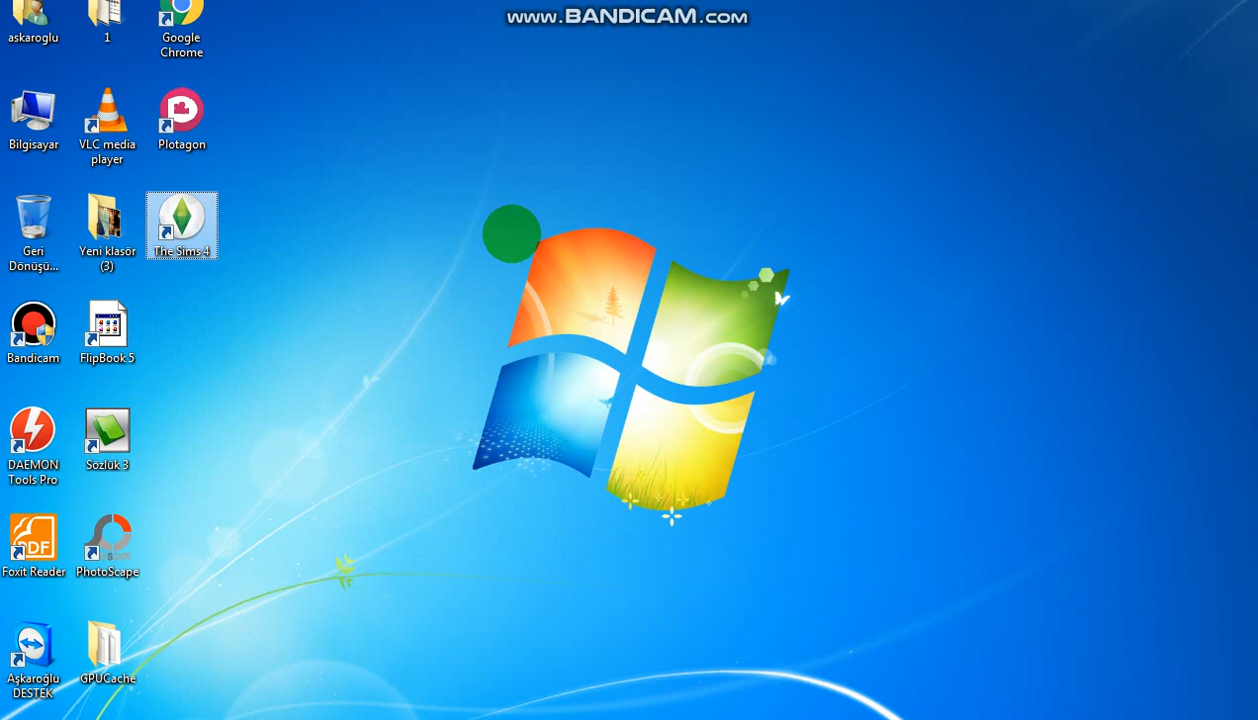 www.BANDICAM.com
askaroglu
1
Google
Chrome
Bilgisayar
VLC media
player
Plotagon
Geri
Dönüşü...
Yeni klasör
(3)
The Sims 4
Bandicam
FlipBook 5
DAEMON
Tools Pro
Sözlük 3
PDF
Foxit Reader
PhotoScape
Aşkaroğlu
DESTEK
GPUCache